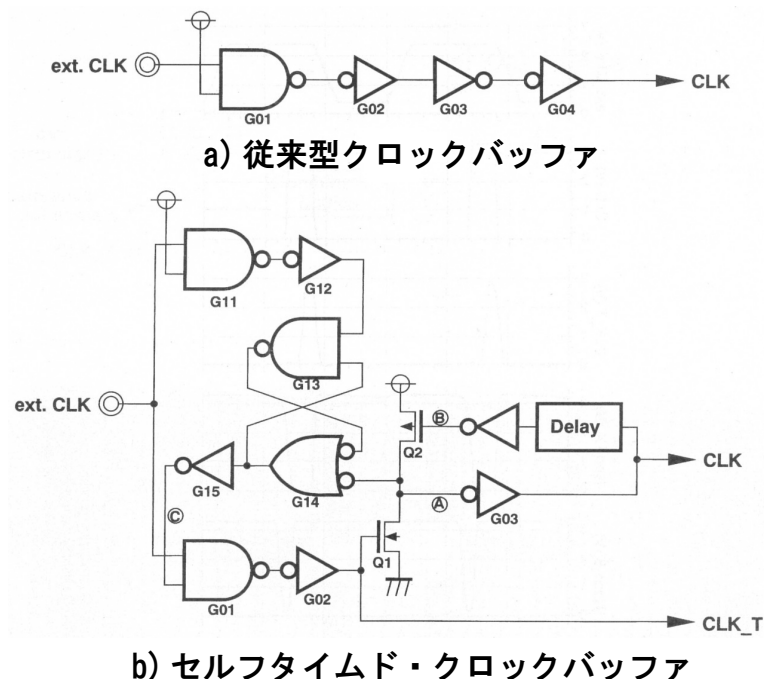 ext. CLK
G01
G02
G03
G04
CLK
a) 従来型クロックバッファ
G11
G12
G13
ext. CLK
G15
G14
Q2
Ⓑ
Delay
CLK
Ⓐ
G03
Ⓒ
Q1
G01
G02
CLK_T
b) セルフタイムド・クロックバッファ